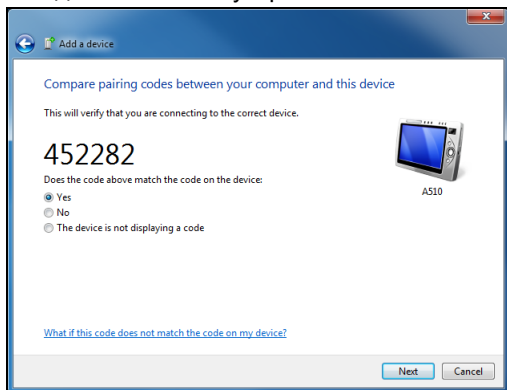 Add a device
Compare pairing codes between your computer and this device
This will verify that you are connecting to the correct device.
452282
Does the code above match the code on the device:
Yes
No
The device is not displaying a code
A510
What if this code does not match the code on my device?
Next Cancel